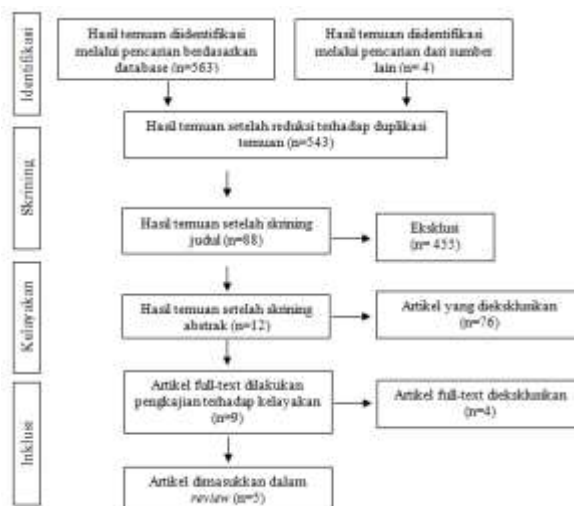 Identifikasi
Hasil temuan diidentifikasi
melalui pencarian berdasarkan
database (n=563)
Hasil temuan diidentifikasi
melalui pencarian dari sumber
lain (n= 4)
Skrining
Hasil temuan setelah reduksi terhadap duplikasi
temuan (n=543)
Hasil temuan setelah skrining
judul (n=88)
Eksklusi
(n= 455)
Kelayakan
Hasil temuan setelah skrining
abstrak (n=12)
Artikel yang dieksklusikan
(n=76)
Inklusi
Artikel full-text dilakukan
pengkajian terhadap kelayakan
(n=9)
Artikel full-text dieksklusikan
(n=4)
Artikel dimasukkan dalam
review (n=5)